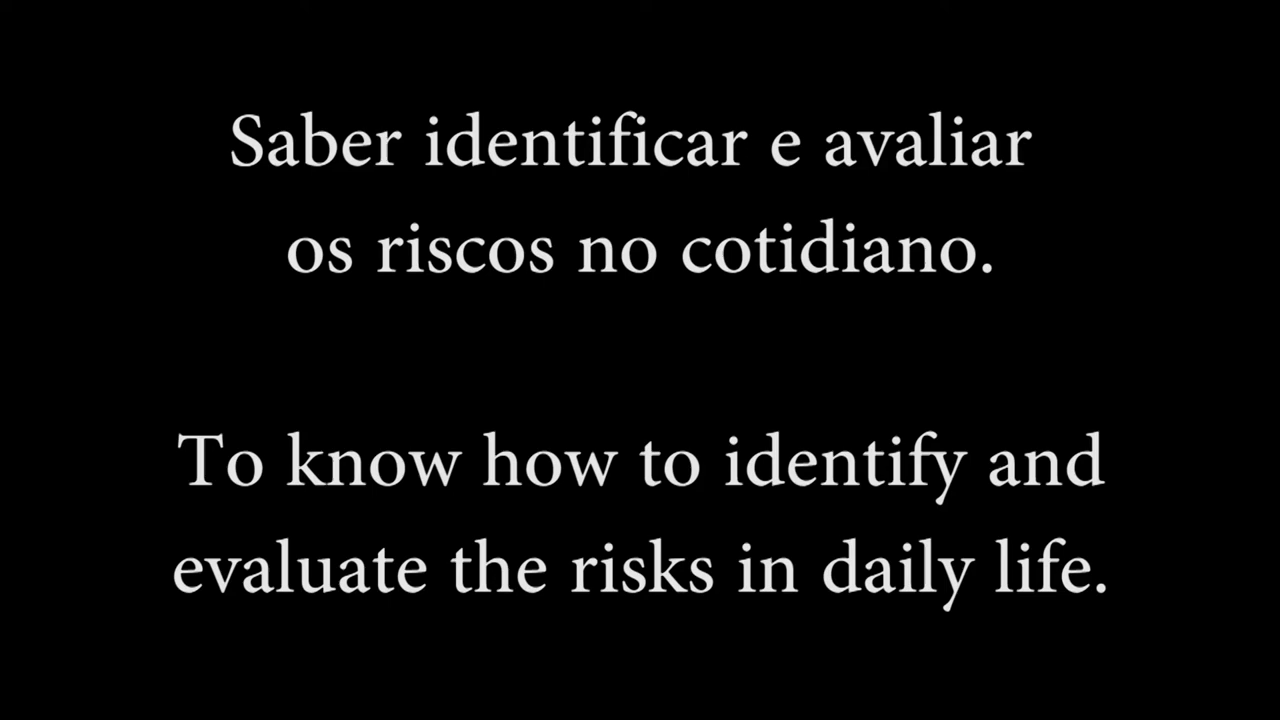 Saber identificar e avaliar
os riscos no cotidiano.
To know how to identify and
evaluate the risks in daily life.